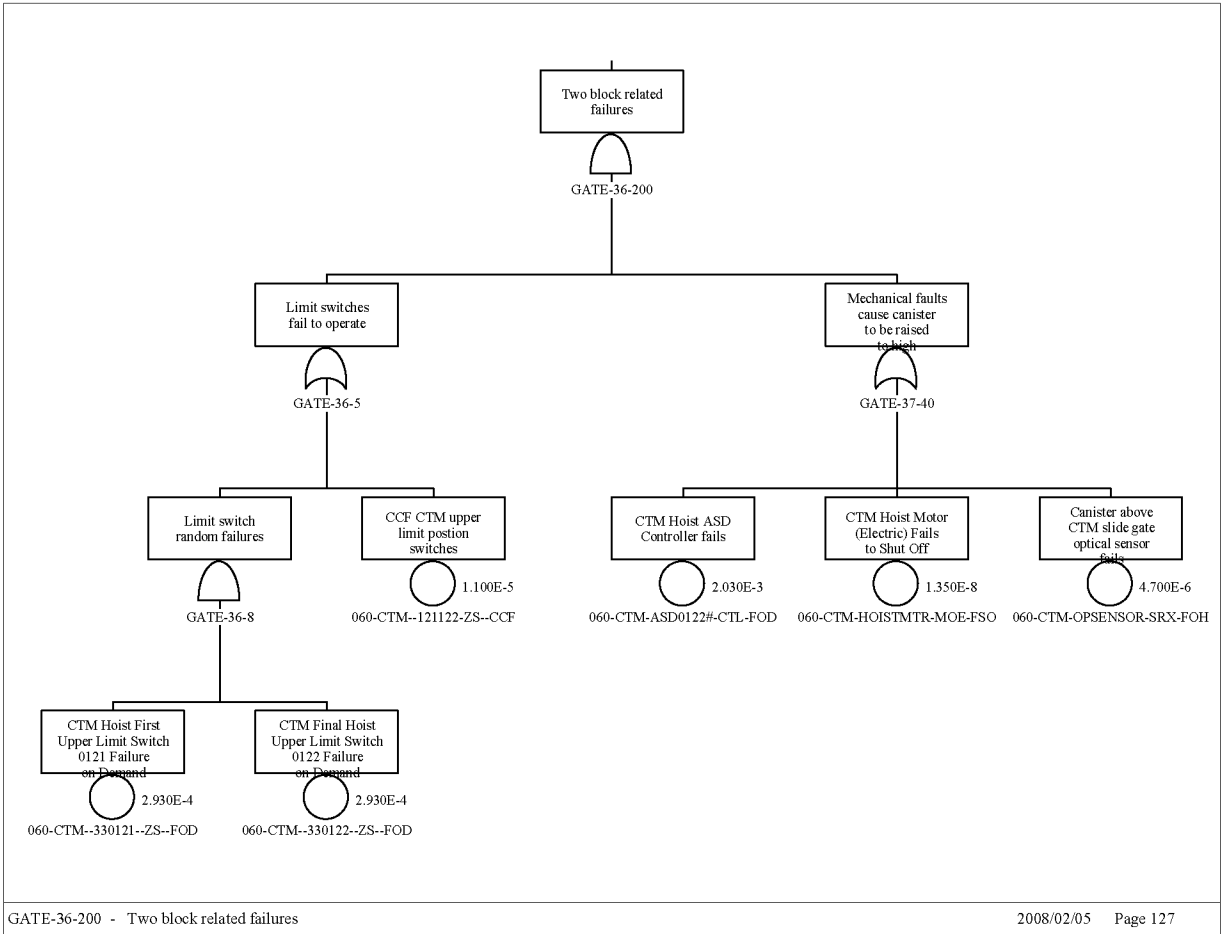 Two block related
failures
GATE-36-200
Limit switches
fail to operate
GATE-36-5
Mechanical faults
cause canister
to be raised
to high
GATE-37-40
Limit switch
random failures
GATE-36-8
CCF CTM upper
limit postion
switches
1.100E-5
060-CTM--121122-ZS--CCF
CTM Hoist ASD
Controller fails
2.030E-3
060-CTM-ASD0122#-CTL-FOD
CTM Hoist Motor
(Electric) Fails
to Shut Off
1.350E-8
060-CTM-HOISTMTR-MOE-FSO
Canister above
CTM slide gate
optical sensor
fails
4.700E-6
060-CTM-OPSENSOR-SRX-FOH
CTM Hoist First
Upper Limit Switch
0121 Failure
on Demand
2.930E-4
060-CTM--330121--ZS--FOD
CTM Final Hoist
Upper Limit Switch
0122 Failure
on Demand
2.930E-4
060-CTM--330122--ZS--FOD
GATE-36-200 - Two block related failures
2008/02/05 Page 127